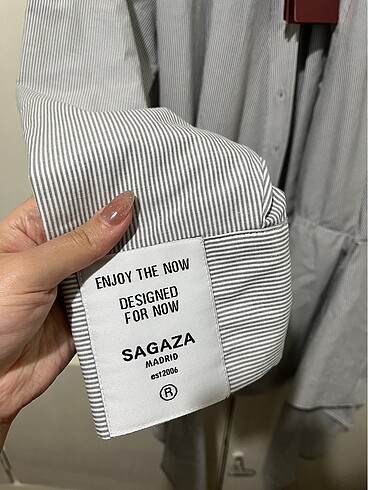 ENJOY THE NOW
DESIGNED
FOR NOW
SAGAZA
MADRID
est2006
®